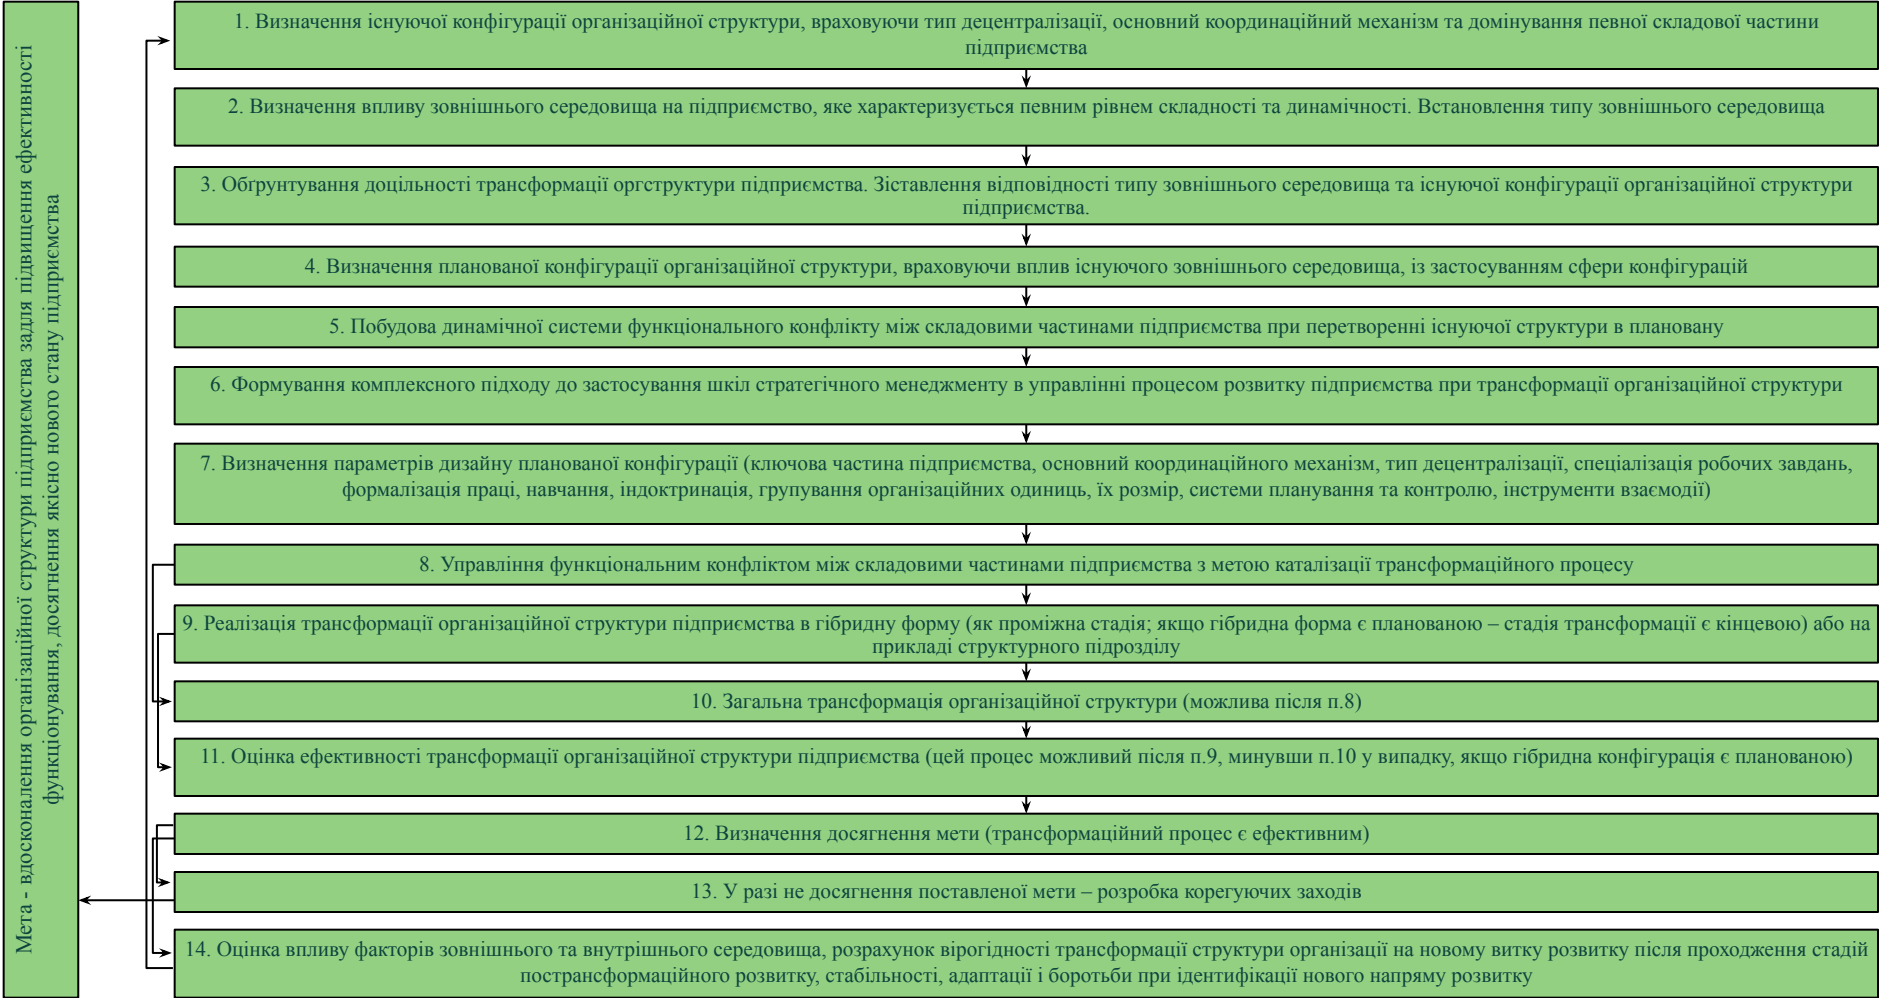 Мета - вдосконалення організаційної структури підприємства задля підвищення ефективності
функціонування, досягнення якісно нового стану підприємства
1. Визначення існуючої конфігурації організаційної структури, враховуючи тип децентралізації, основний координаційний механізм та домінування певної складової частини
підприємства
2. Визначення впливу зовнішнього середовища на підприємство, яке характеризується певним рівнем складності та динамічності. Встановлення типу зовнішнього середовища
3. Обґрунтування доцільності трансформації оргструктури підприємства. Зіставлення відповідності типу зовнішнього середовища та існуючої конфігурації організаційної структури
підприємства.
4. Визначення планованої конфігурації організаційної структури, враховуючи вплив існуючого зовнішнього середовища, із застосуванням сфери конфігурацій
5. Побудова динамічної системи функціонального конфлікту між складовими частинами підприємства при перетворенні існуючої структури в плановану
6. Формування комплексного підходу до застосування шкіл стратегічного менеджменту в управлінні процесом розвитку підприємства при трансформації організаційної структури
7. Визначення параметрів дизайну планованої конфігурації (ключова частина підприємства, основний координаційного механізм, тип децентралізації, спеціалізація робочих завдань,
формалізація праці, навчання, індоктринація, групування організаційних одиниць, їх розмір, системи планування та контролю, інструменти взаємодії)
8. Управління функціональним конфліктом між складовими частинами підприємства з метою каталізації трансформаційного процесу
9. Реалізація трансформації організаційної структури підприємства в гібридну форму (як проміжна стадія; якщо гібридна форма є планованою – стадія трансформації є кінцевою) або на
прикладі структурного підрозділу
10. Загальна трансформація організаційної структури (можлива після п.8)
11. Оцінка ефективності трансформації організаційної структури підприємства (цей процес можливий після п.9, минувши п.10 у випадку, якщо гібридна конфігурація є планованою)
12. Визначення досягнення мети (трансформаційний процес є ефективним)
13. У разі не досягнення поставленої мети – розробка корегуючих заходів
14. Оцінка впливу факторів зовнішнього та внутрішнього середовища, розрахунок вірогідності трансформації структури організації на новому витку розвитку після проходження стадій
пострансформаційного розвитку, стабільності, адаптації і боротьби при ідентифікації нового напряму розвитку